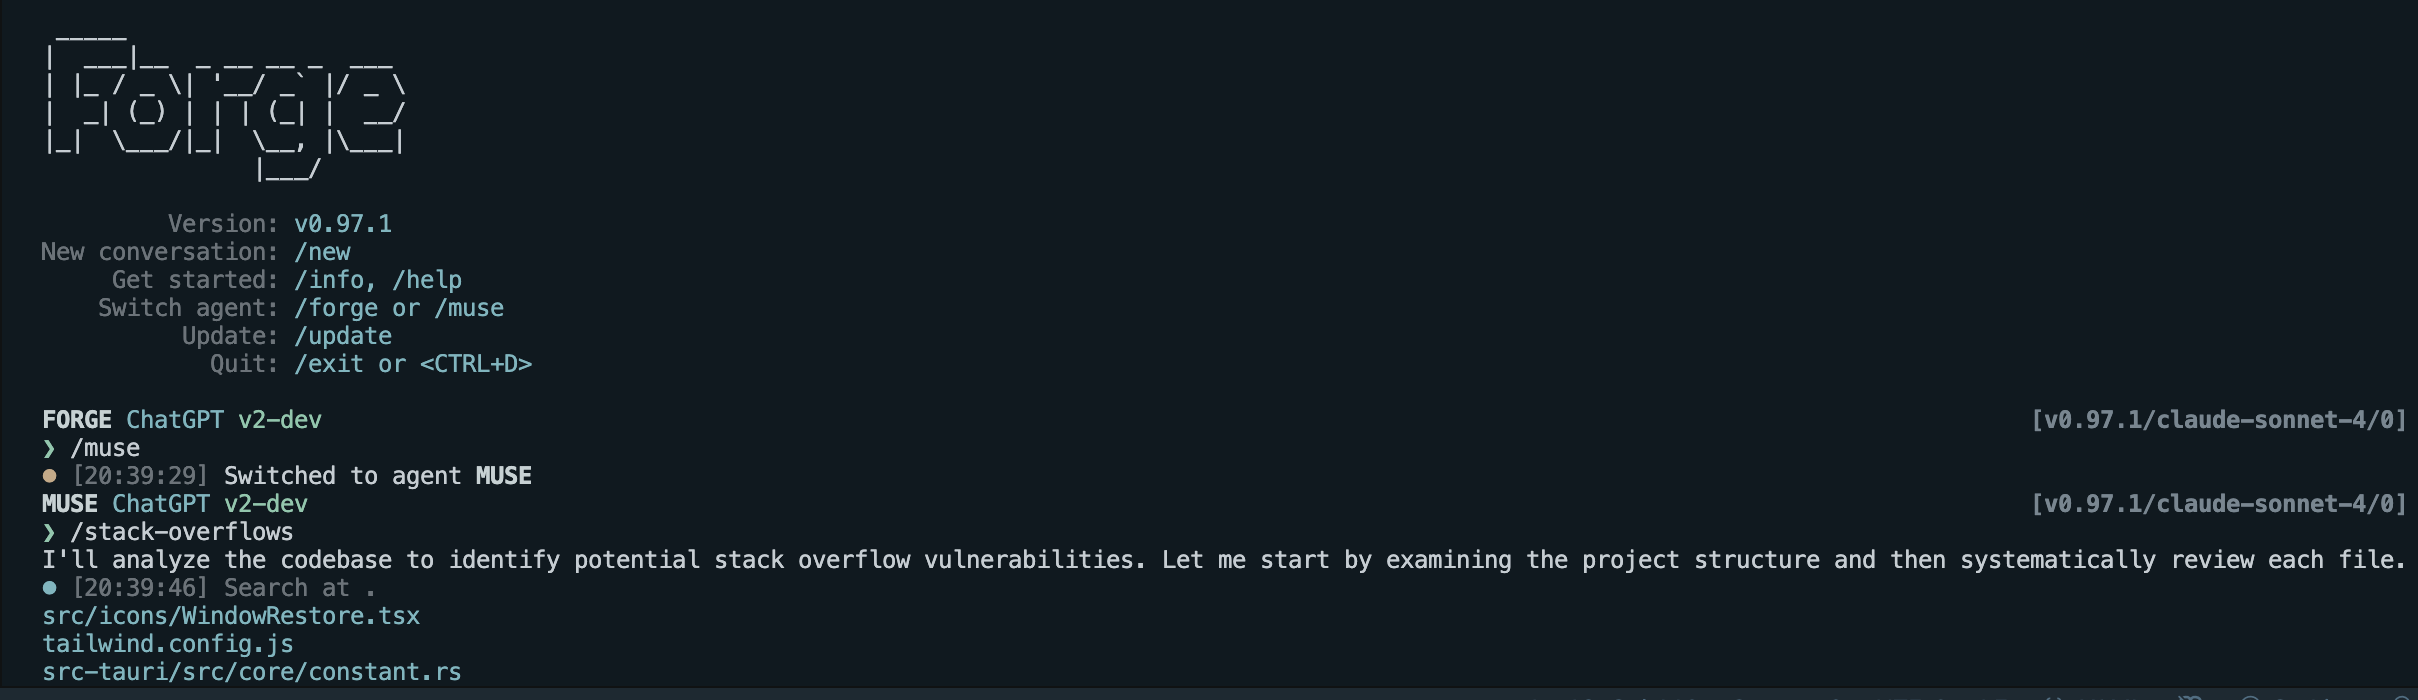 Forge
Version: v0.97.1
New conversation: /new
Get started: /info, /help
Switch agent: /forge or /muse
Update: /update
Quit: /exit or <CTRL+D>
FORGE ChatGPT v2-dev [v0.97.1/claude-sonnet-4/0]
❯ /muse
● [20:39:29] Switched to agent MUSE
MUSE ChatGPT v2-dev [v0.97.1/claude-sonnet-4/0]
❯ /stack-overflows
I'll analyze the codebase to identify potential stack overflow vulnerabilities. Let me start by examining the project structure and then systematically review each file.
● [20:39:46] Search at .
src/icons/WindowRestore.tsx
tailwind.config.js
src-tauri/src/core/constant.rs